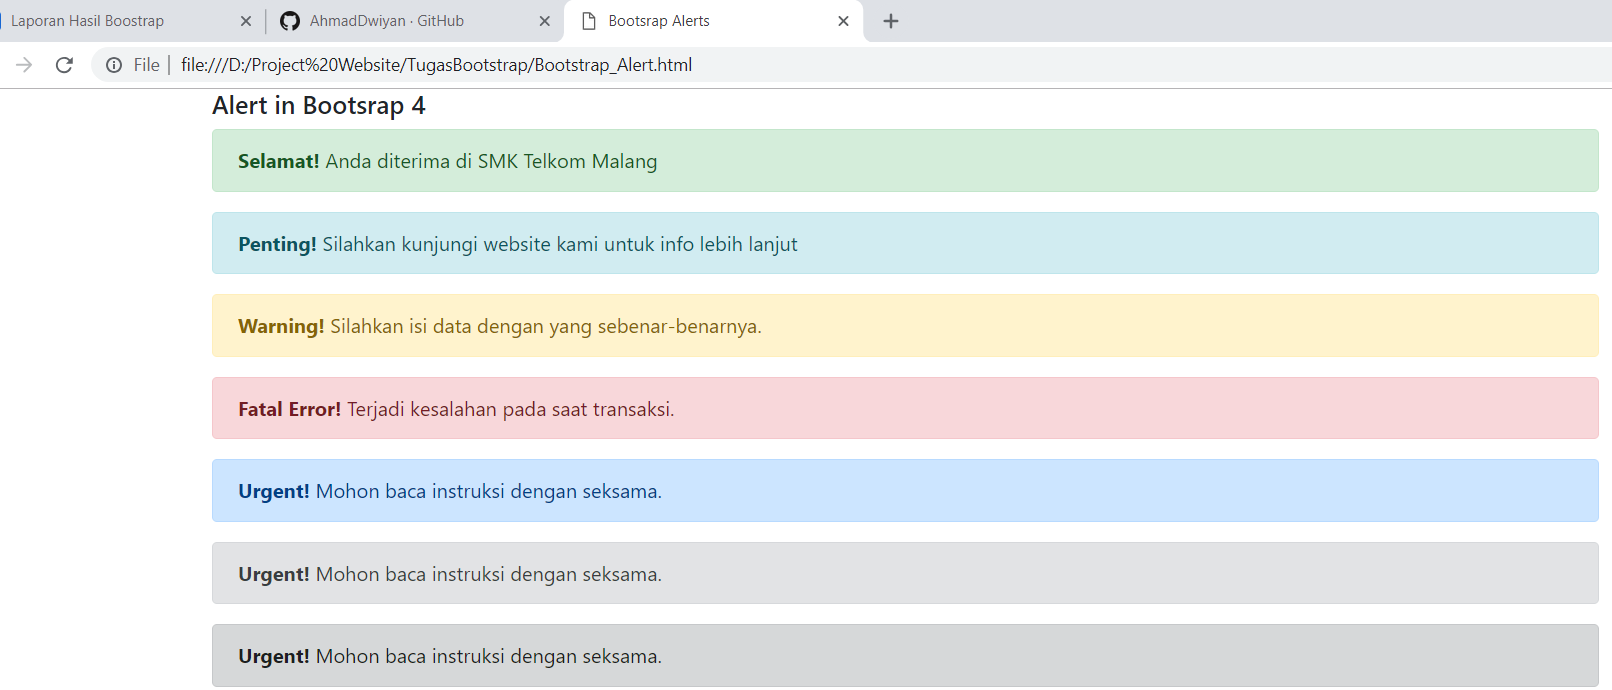 Laporan Hasil Boostrap
AhmadDwiyan · GitHub
Bootsrap Alerts
File
file:///D:/Project%20Website/TugasBootstrap/Bootstrap_Alert.html
Alert in Bootsrap 4
Selamat! Anda diterima di SMK Telkom Malang
Penting! Silahkan kunjungi website kami untuk info lebih lanjut
Warning! Silahkan isi data dengan yang sebenar-benarnya.
Fatal Error! Terjadi kesalahan pada saat transaksi.
Urgent! Mohon baca instruksi dengan seksama.
Urgent! Mohon baca instruksi dengan seksama.
Urgent! Mohon baca instruksi dengan seksama.